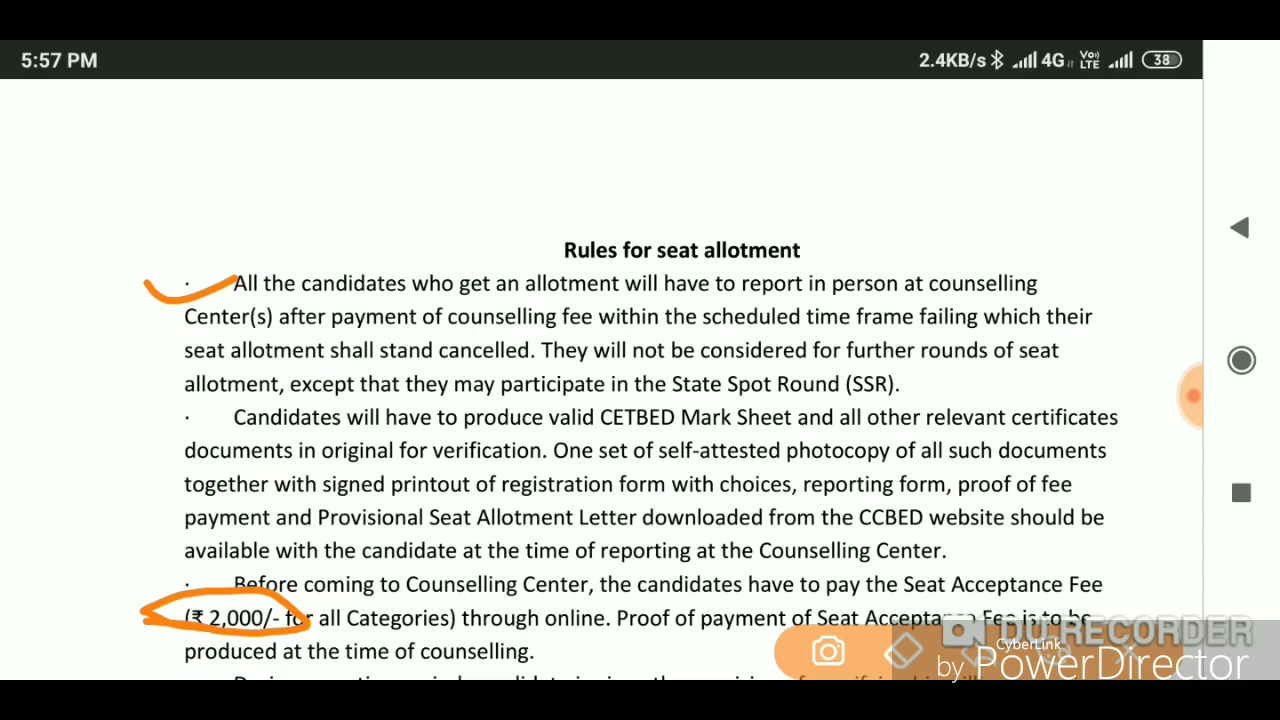 5:57 PM
2.4KB/s 4G Vo) LTE 38
Rules for seat allotment
· All the candidates who get an allotment will have to report in person at counselling
Center(s) after payment of counselling fee within the scheduled time frame failing which their
seat allotment shall stand cancelled. They will not be considered for further rounds of seat
allotment, except that they may participate in the State Spot Round (SSR).
· Candidates will have to produce valid CETBED Mark Sheet and all other relevant certificates
documents in original for verification. One set of self-attested photocopy of all such documents
together with signed printout of registration form with choices, reporting form, proof of fee
payment and Provisional Seat Allotment Letter downloaded from the CCBED website should be
available with the candidate at the time of reporting at the Counselling Center.
· Before coming to Counselling Center, the candidates have to pay the Seat Acceptance Fee
(₹ 2,000/- for all Categories) through online. Proof of payment of Seat Acceptance Fee is to be
produced at the time of counselling.
DU RECORDER
CyberLink
by PowerDirector